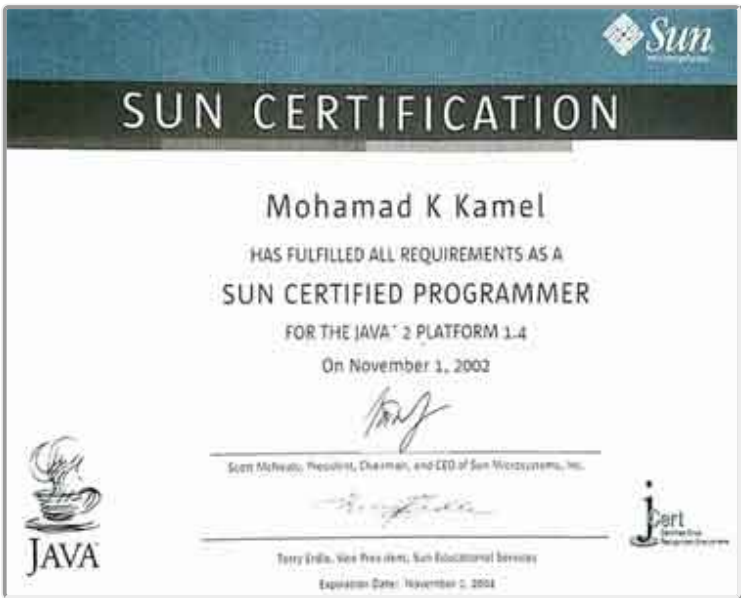 Sun
microsystems
SUN CERTIFICATION
Mohamad K Kamel
HAS FULFILLED ALL REQUIREMENTS AS A
SUN CERTIFIED PROGRAMMER
FOR THE JAVA™ 2 PLATFORM 1.4
On November 1, 2002
Scott McNealy, President, Chairman, and CEO of Sun Microsystems, Inc.
Terry Erdle, Vice President, Sun Educational Services
Expiration Date: November 1,
JAVA
jCert